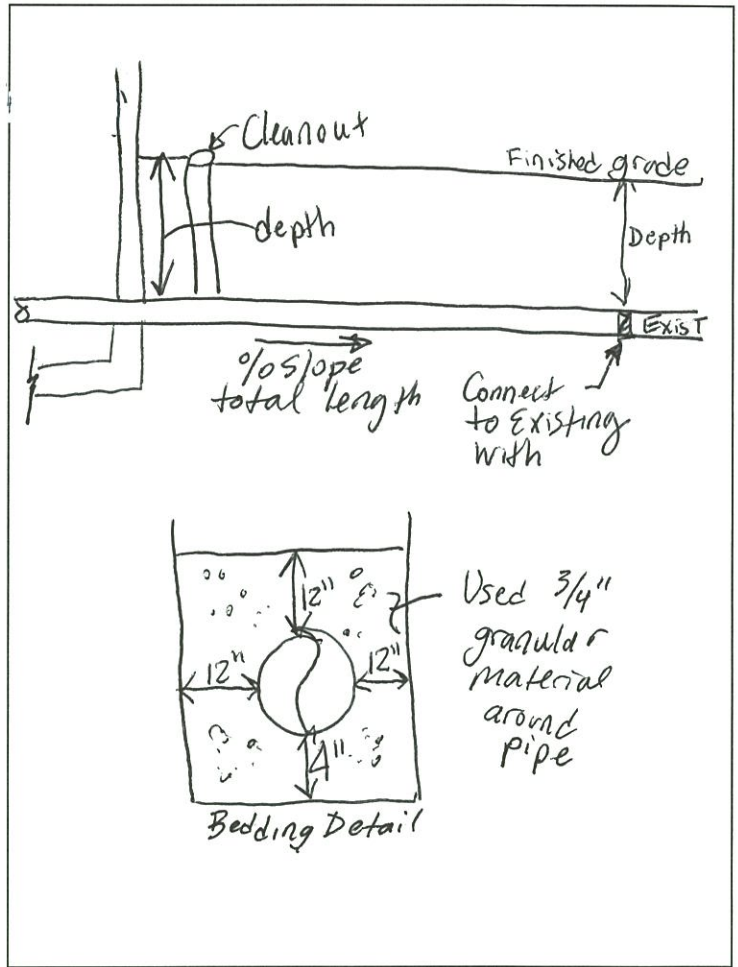 Cleanout
Finished grade
depth
Depth
EXIST
% slope
total length
Connect
to Existing
with
12"
12"
12"
4"
Used 3/4"
granular
material
around
pipe
Bedding Detail